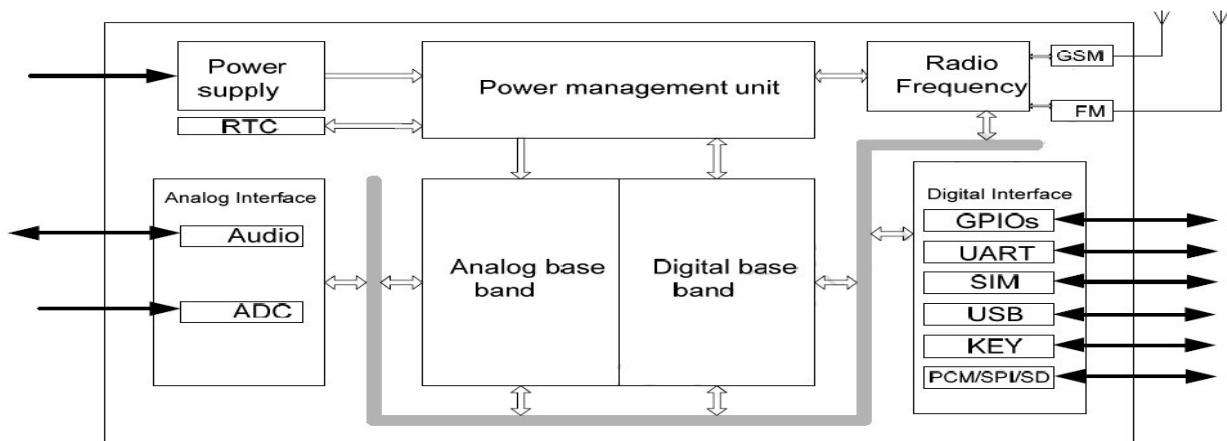 Power
supply
RTC
Power management unit
Radio
Frequency
GSM
FM
Analog Interface
Audio
ADC
Analog base
band
Digital base
band
Digital Interface
GPIOs
UART
SIM
USB
KEY
PCM/SPI/SD